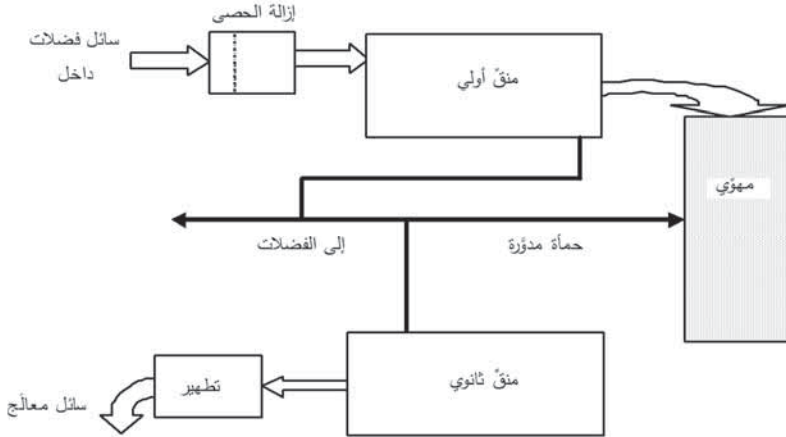 إزالة الحصى
سائل فضلات
داخل
منقّ أولي
مهوّي
إلى الفضلات
حمأة مدوَّرة
منقّ ثانوي
تطهير
سائل معالَج